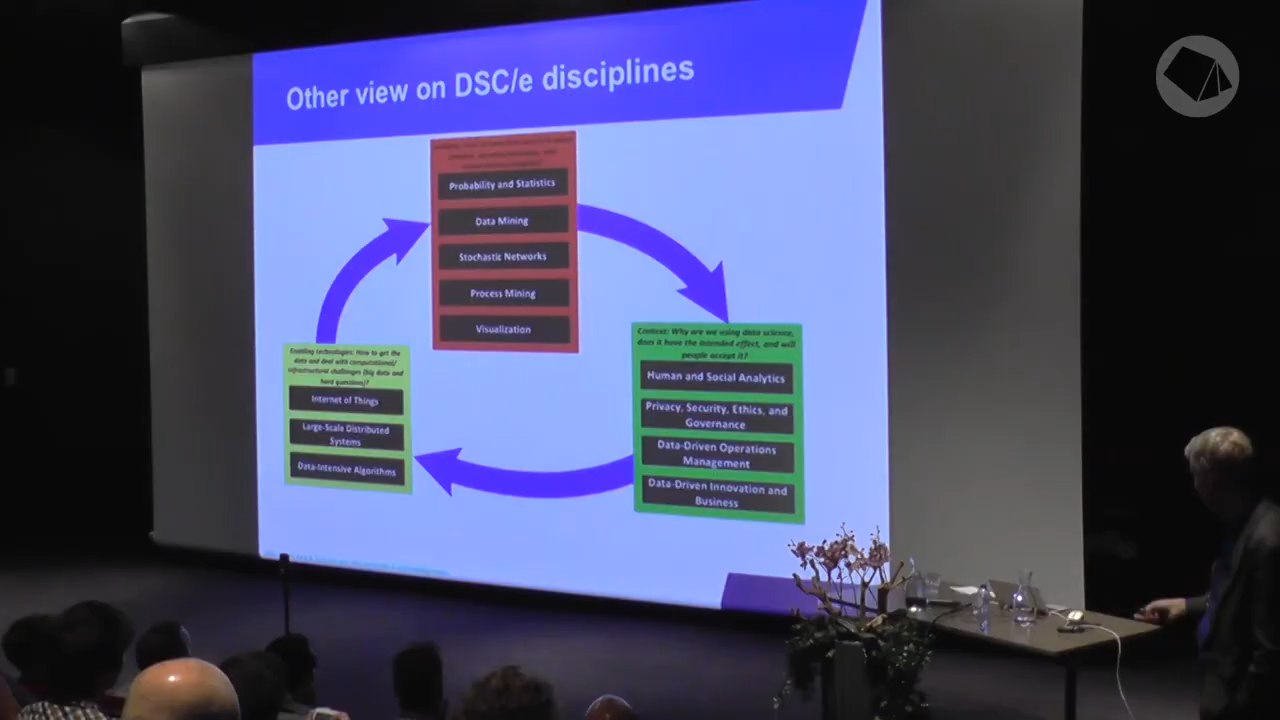 Other view on DSC/e disciplines
Probability and Statistics
Data Mining
Stochastic Networks
Process Mining
Visualization
Enabling technologies: How to get the
data and deal with computational/
infrastructural challenges (big data and
hard questions)?
Internet of Things
Large-Scale Distributed
Systems
Data-Intensive Algorithms
Context: Why are we using data science,
does it have the intended effect, and will
people accept it?
Human and Social Analytics
Privacy, Security, Ethics, and
Governance
Data-Driven Operations
Management
Data-Driven Innovation and
Business